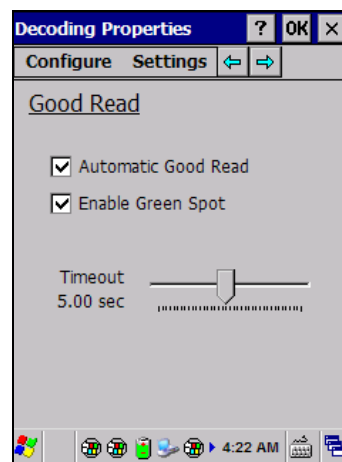 Decoding Properties ? OK ×
Configure Settings
Good Read
Automatic Good Read
Enable Green Spot
Timeout
5.00 sec
4:22 AM